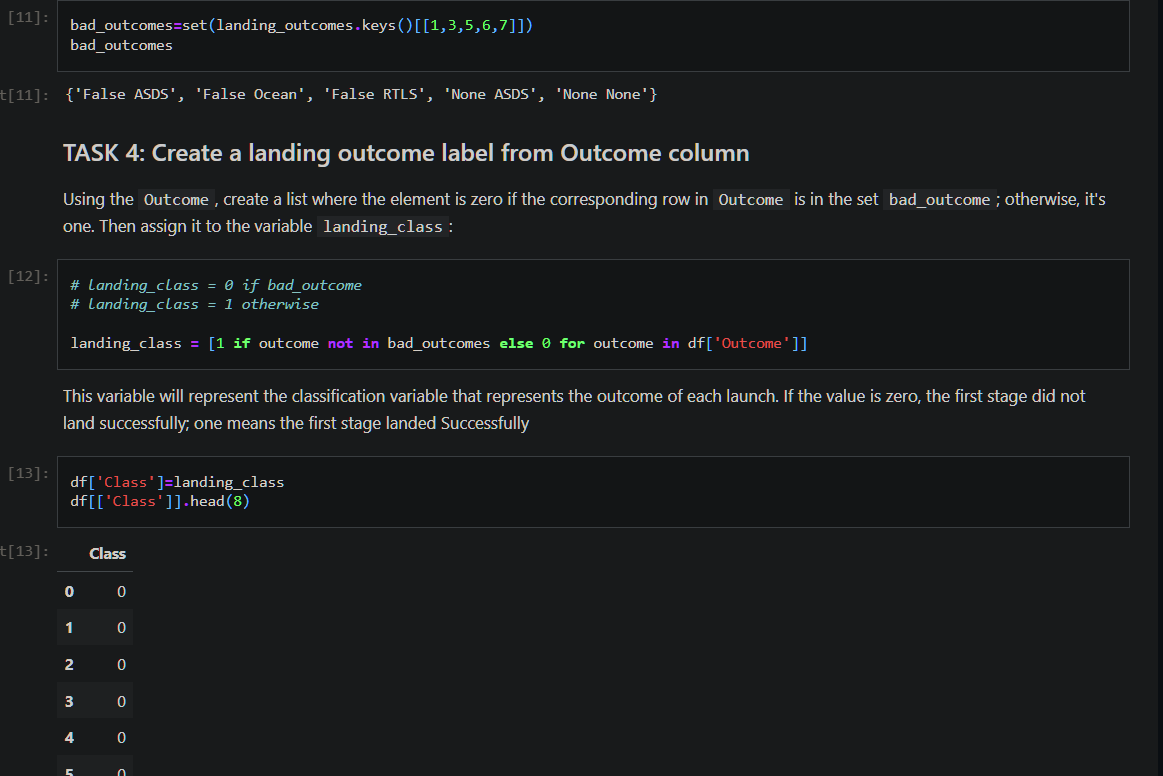 [11]:
bad_outcomes=set(landing_outcomes.keys()[[1,3,5,6,7]])
bad_outcomes
t[11]:
{'False ASDS', 'False Ocean', 'False RTLS', 'None ASDS', 'None None'}
TASK 4: Create a landing outcome label from Outcome column
Using the Outcome , create a list where the element is zero if the corresponding row in Outcome is in the set bad_outcome ; otherwise, it's
one. Then assign it to the variable landing_class :
[12]:
# landing_class = 0 if bad_outcome
# landing_class = 1 otherwise
landing_class = [1 if outcome not in bad_outcomes else 0 for outcome in df['Outcome']]
This variable will represent the classification variable that represents the outcome of each launch. If the value is zero, the first stage did not
land successfully; one means the first stage landed Successfully
[13]:
df['Class']=landing_class
df[['Class']].head(8)
t[13]:
Class
0 0
1 0
2 0
3 0
4 0
5 0